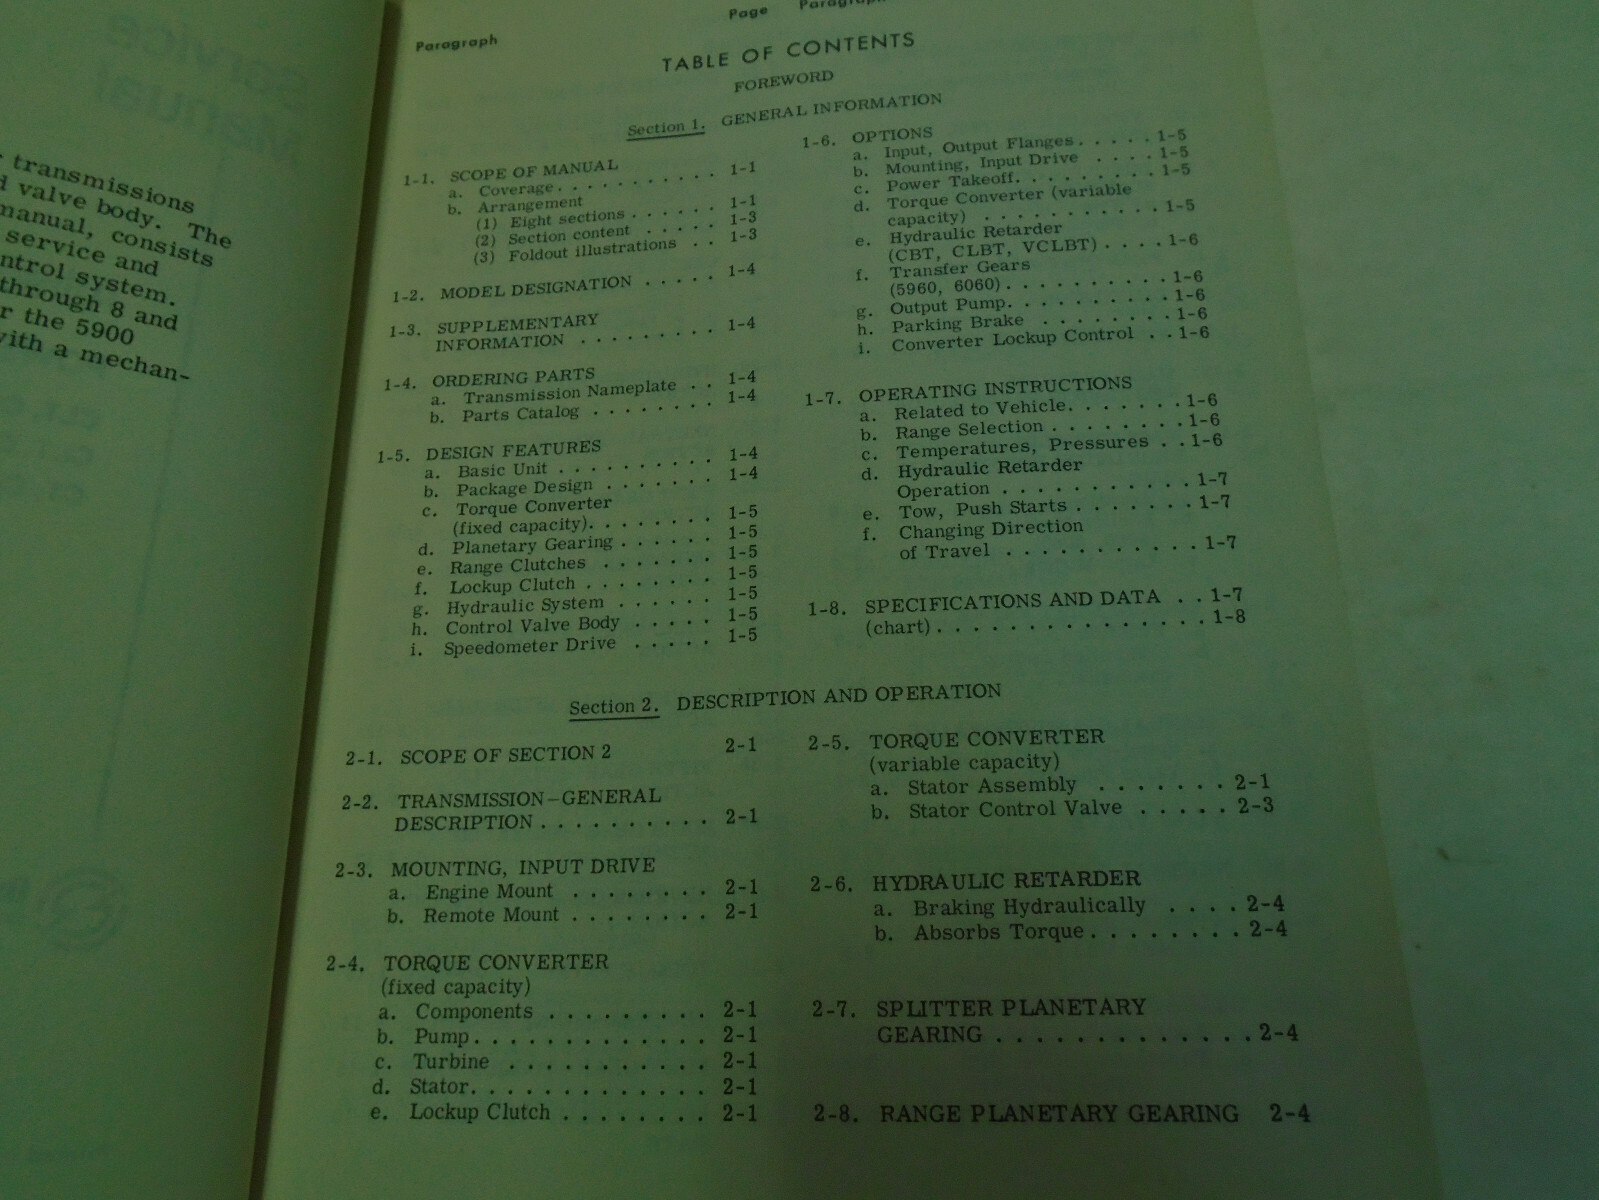 transmissions
valve body. The
manual, consists
service and
ntrol system.
through 8 and
r the 5900
with a mechan-
Paragraph
Page Paragraph
TABLE OF CONTENTS
FOREWORD
Section 1. GENERAL INFORMATION
1-1. SCOPE OF MANUAL
a. Coverage. . . . . . . . . . . . 1-1
b. Arrangement
(1) Eight sections . . . . . . 1-1
(2) Section content . . . . . 1-3
(3) Foldout illustrations . . 1-3
1-2. MODEL DESIGNATION . . . . . 1-4
1-3. SUPPLEMENTARY
INFORMATION . . . . . . . . 1-4
1-4. ORDERING PARTS
a. Transmission Nameplate . . 1-4
b. Parts Catalog . . . . . . . . 1-4
1-5. DESIGN FEATURES
a. Basic Unit . . . . . . . . . . 1-4
b. Package Design . . . . . . . 1-4
c. Torque Converter
(fixed capacity). . . . . . . . 1-5
d. Planetary Gearing . . . . . . 1-5
e. Range Clutches . . . . . . . 1-5
f. Lockup Clutch . . . . . . . . 1-5
g. Hydraulic System . . . . . . 1-5
h. Control Valve Body . . . . . 1-5
i. Speedometer Drive . . . . . 1-5
1-6. OPTIONS
a. Input, Output Flanges. . . . . 1-5
b. Mounting, Input Drive . . . . 1-5
c. Power Takeoff. . . . . . . . . 1-5
d. Torque Converter (variable
capacity) . . . . . . . . . . . 1-5
e. Hydraulic Retarder
(CBT, CLBT, VCLBT) . . . . 1-6
f. Transfer Gears
(5960, 6060). . . . . . . . . . 1-6
g. Output Pump. . . . . . . . . . 1-6
h. Parking Brake . . . . . . . . 1-6
i. Converter Lockup Control . . 1-6
1-7. OPERATING INSTRUCTIONS
a. Related to Vehicle. . . . . . . 1-6
b. Range Selection . . . . . . . . 1-6
c. Temperatures, Pressures . . 1-6
d. Hydraulic Retarder
Operation . . . . . . . . . . . 1-7
e. Tow, Push Starts . . . . . . . 1-7
f. Changing Direction
of Travel . . . . . . . . . . . 1-7
1-8. SPECIFICATIONS AND DATA . . 1-7
(chart) . . . . . . . . . . . . . . . 1-8
Section 2. DESCRIPTION AND OPERATION
2-1. SCOPE OF SECTION 2 2-1
2-2. TRANSMISSION—GENERAL
DESCRIPTION . . . . . . . . . . 2-1
2-3. MOUNTING, INPUT DRIVE
a. Engine Mount . . . . . . . . 2-1
b. Remote Mount . . . . . . . . 2-1
2-4. TORQUE CONVERTER
(fixed capacity)
a. Components . . . . . . . . . 2-1
b. Pump. . . . . . . . . . . . . 2-1
c. Turbine . . . . . . . . . . . 2-1
d. Stator. . . . . . . . . . . . . 2-1
e. Lockup Clutch . . . . . . . . 2-1
2-5. TORQUE CONVERTER
(variable capacity)
a. Stator Assembly . . . . . . . 2-1
b. Stator Control Valve . . . . . 2-3
2-6. HYDRAULIC RETARDER
a. Braking Hydraulically . . . . 2-4
b. Absorbs Torque . . . . . . . . 2-4
2-7. SPLITTER PLANETARY
GEARING . . . . . . . . . . . . . 2-4
2-8. RANGE PLANETARY GEARING 2-4